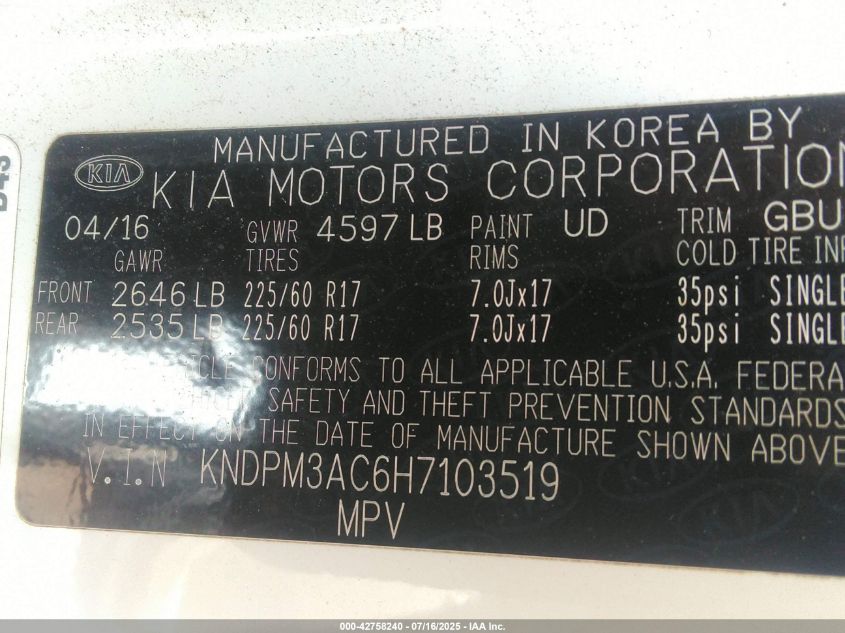 MANUFACTURED IN KOREA BY
KIA KIA MOTORS CORPORATION
04/16 GVWR 4597 LB PAINT UD TRIM GBU
GAWR TIRES RIMS COLD TIRE INF
FRONT 2646 LB 225/60 R17 7.0Jx17 35psi SINGLE
REAR 2535 LB 225/60 R17 7.0Jx17 35psi SINGLE
CONFORMS TO ALL APPLICABLE U.S.A. FEDERA
SAFETY AND THEFT PREVENTION STANDARDS
IN EFFECT ON THE DATE OF MANUFACTURE SHOWN ABOVE
V.I.N KNDPM3AC6H7103519
MPV
000-42758240 - 07/16/2025 - IAA Inc.